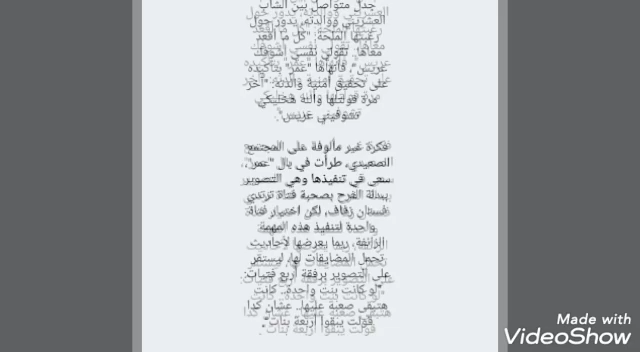 جدل متواصل بين الشاب
العشريني ووالدته، يدور حول
رغبتها الملحة: "كل ما أقعد
معاها، تقولي نفسي أشوفك
عريس"، فأنهاها "عمر" بتأكيده
على تحقيق أمنية والدته: "آخر
مرة قولتلها والله هخليكي
تشوفيني عريس".
فكرة غير مألوفة على المجتمع
الصعيدي، طرأت في بال "عمر"،
سعى في تنفيذها وهي التصوير
ببدلة الفرح بصحبة فتاة ترتدي
فستان زفاف، لكن اختيار فتاة
واحدة لتنفيذ هذه المهمة
الزائفة، ربما يعرضها لأحاديث
تحمل المضايقات لها، ليستقر
على التصوير برفقة أربع فتيات:
"لو كانت بنت واحدة.. كانت
هتبقى صعبة عليها.. عشان كدا
قولت يبقوا أربعة بنات".
Made with
VideoShow